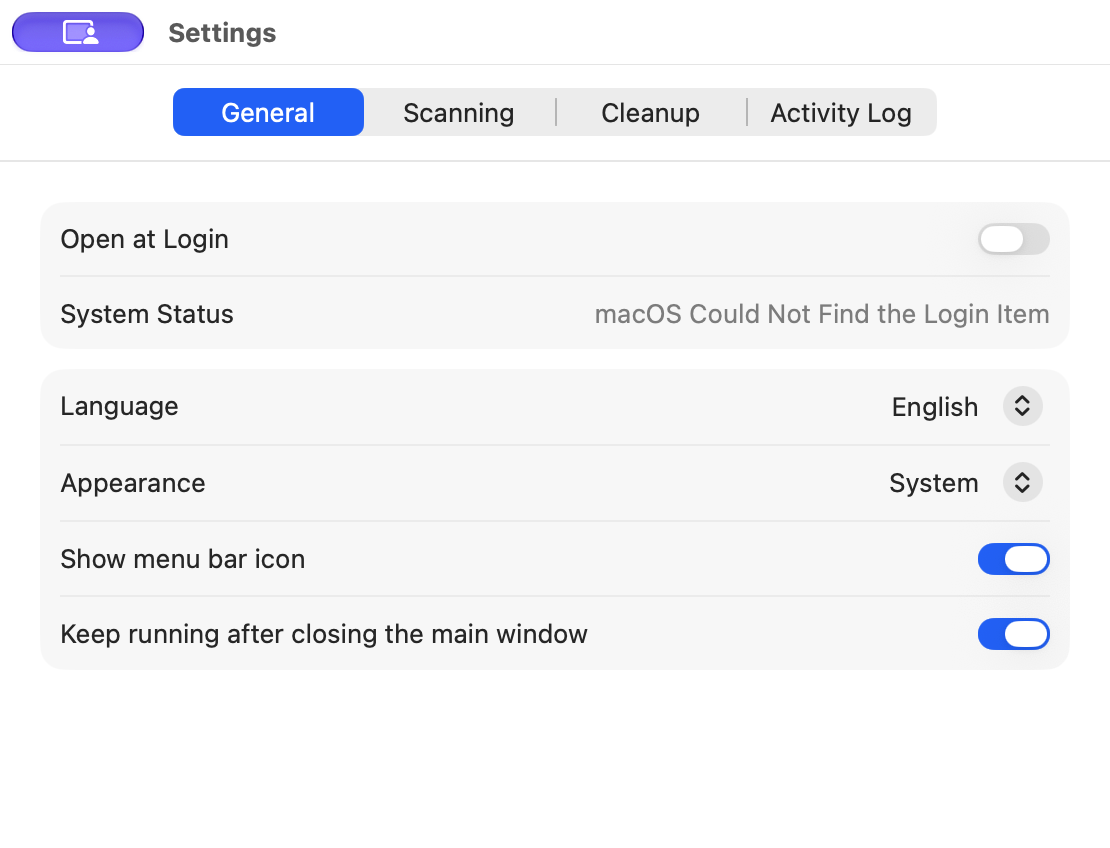 Settings
General
Scanning
Cleanup
Activity Log
Open at Login
System Status
macOS Could Not Find the Login Item
Language
English
Appearance
System
Show menu bar icon
Keep running after closing the main window